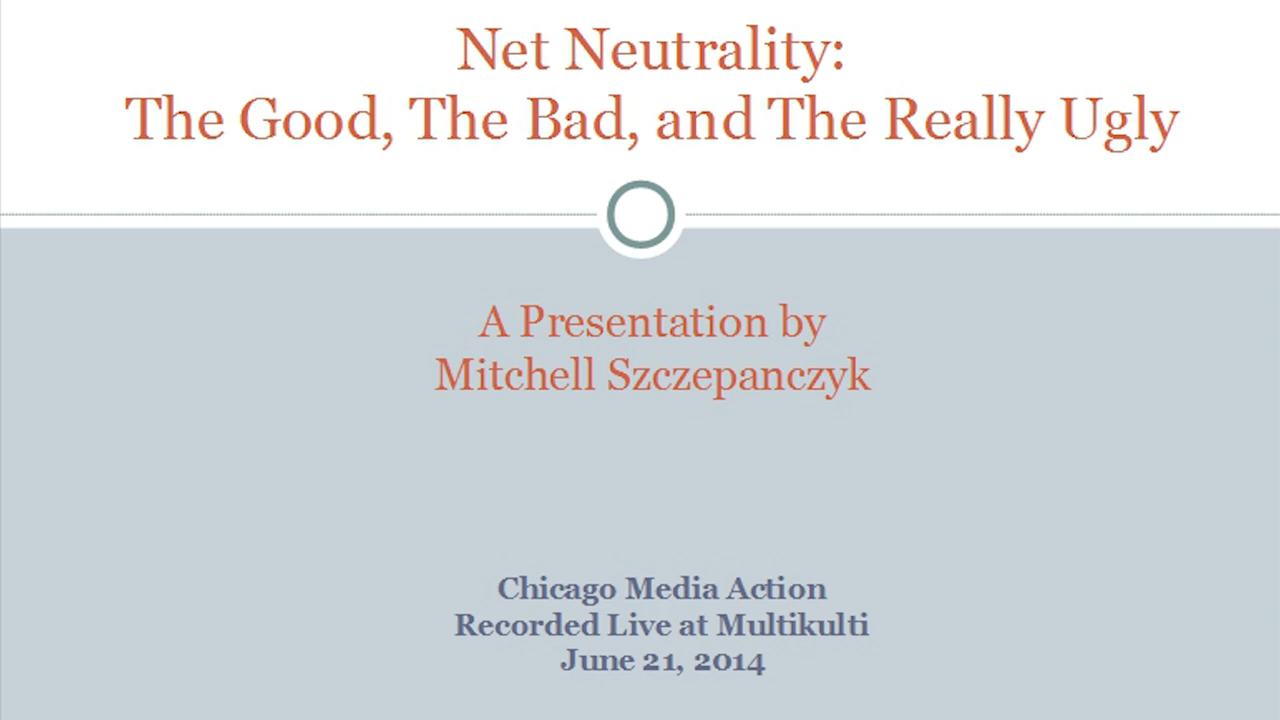 Net Neutrality:
The Good, The Bad, and The Really Ugly
A Presentation by
Mitchell Szczepanczyk
Chicago Media Action
Recorded Live at Multikulti
June 21, 2014